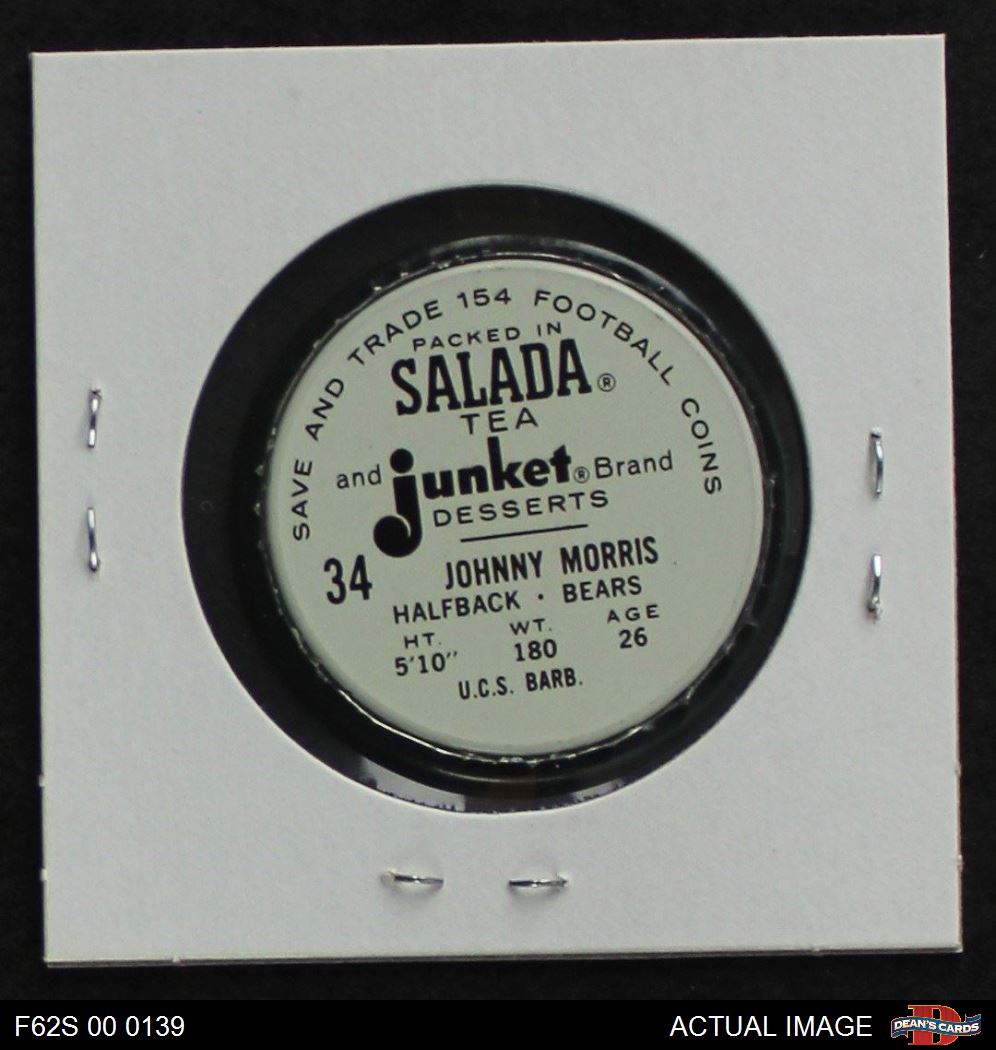 SAVE AND TRADE 154 FOOTBALL COINS
PACKED IN
SALADA®
TEA
and junket® Brand
DESSERTS
34 JOHNNY MORRIS
HALFBACK · BEARS
HT. WT. AGE
5'10" 180 26
U.C.S. BARB.
F62S 00 0139 ACTUAL IMAGE DEAN'S CARDS